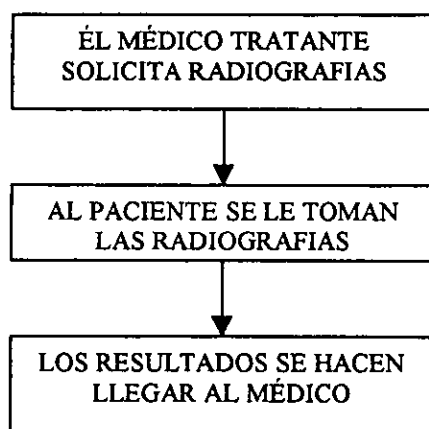 ÉL MÉDICO TRATANTE
SOLICITA RADIOGRAFIAS
AL PACIENTE SE LE TOMAN
LAS RADIOGRAFIAS
LOS RESULTADOS SE HACEN
LLEGAR AL MÉDICO